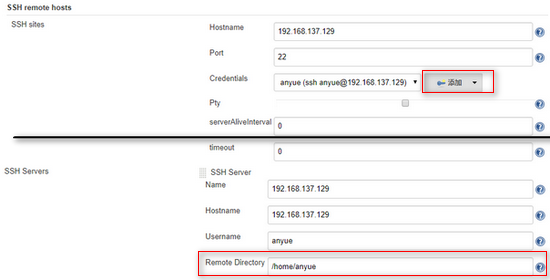 SSH remote hosts
SSH sites
Hostname 192.168.137.129
Port 22
Credentials anyue (ssh anyue@192.168.137.129) 添加
Pty
serverAliveInterval 0
timeout 0
SSH Servers
SSH Server
Name 192.168.137.129
Hostname 192.168.137.129
Username anyue
Remote Directory /home/anyue